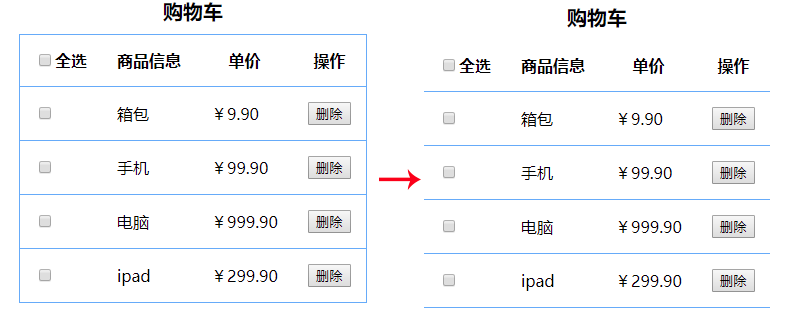 购物车
全选 商品信息 单价 操作
箱包 ￥9.90 删除
手机 ￥99.90 删除
电脑 ￥999.90 删除
ipad ￥299.90 删除
购物车
全选 商品信息 单价 操作
箱包 ￥9.90 删除
手机 ￥99.90 删除
电脑 ￥999.90 删除
ipad ￥299.90 删除